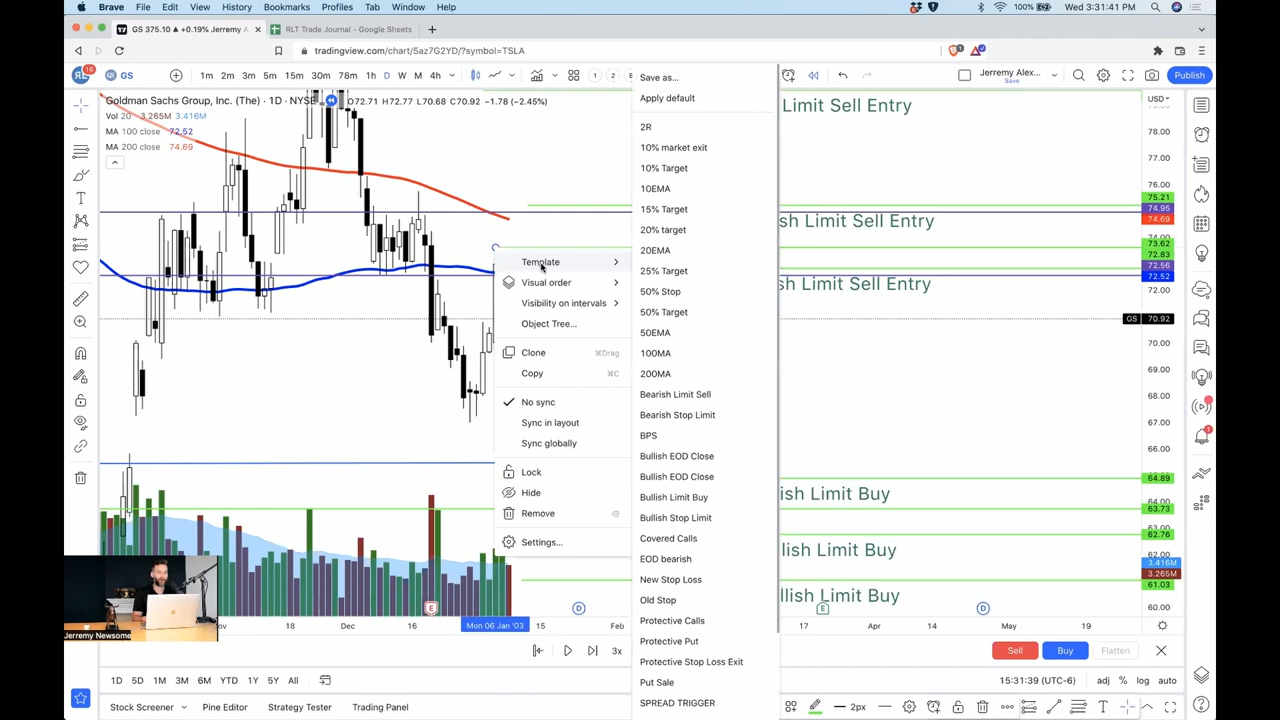 Brave File Edit View History Bookmarks Profiles Tab Window Help 100% Wed 3:31:41 PM
GS 375.10 ▲ +0.19% Jerremy A × RLT Trade Journal - Google Sheets × +
tradingview.com/chart/5az7G2YD/?symbol=TSLA
16 GS 1m 2m 3m 5m 15m 30m 78m 1h D W M 4h 1 2 Save as... Jerremy Alex... Save Publish
Apply default
Goldman Sachs Group, Inc. (The) · 1D · NYSE O72.71 H72.77 L70.68 C70.92 −1.78 (−2.45%) USD
Limit Sell Entry
Vol 20 3.265M 3.416M
MA 100 close 72.52
MA 200 close 74.69
2R
10% market exit
10% Target
10EMA
15% Target
20% target
20EMA
25% Target
50% Stop
50% Target
50EMA
100MA
200MA
Bearish Limit Sell
Bearish Stop Limit
BPS
Bullish EOD Close
Bullish EOD Close
Bullish Limit Buy
Bullish Stop Limit
Covered Calls
EOD bearish
New Stop Loss
Old Stop
Protective Calls
Protective Put
Protective Stop Loss Exit
Put Sale
SPREAD TRIGGER
Template
Visual order
Visibility on intervals
Object Tree...
Clone ⌘Drag
Copy ⌘C
No sync
Sync in layout
Sync globally
Lock
Hide
Remove
Settings...
sh Limit Sell Entry
sh Limit Sell Entry
ish Limit Buy
lish Limit Buy
llish Limit Buy
78.00
77.00
76.00
75.21
74.95
74.69
74.00
73.62
72.83
72.56
72.52
72.00
GS 70.92
70.00
69.00
68.00
67.00
66.00
64.89
63.73
62.76
62.00
3.416M
3.265M
61.03
60.00
Jerremy Newsome
E D E D
ov 18 Dec 16 Mon 06 Jan '03 15 Feb 17 Apr 14 May 19
3x Sell Buy Flatten
1D 5D 1M 3M 6M YTD 1Y 5Y All 15:31:39 (UTC-6) adj % log auto
Stock Screener Pine Editor Strategy Tester Trading Panel 2px